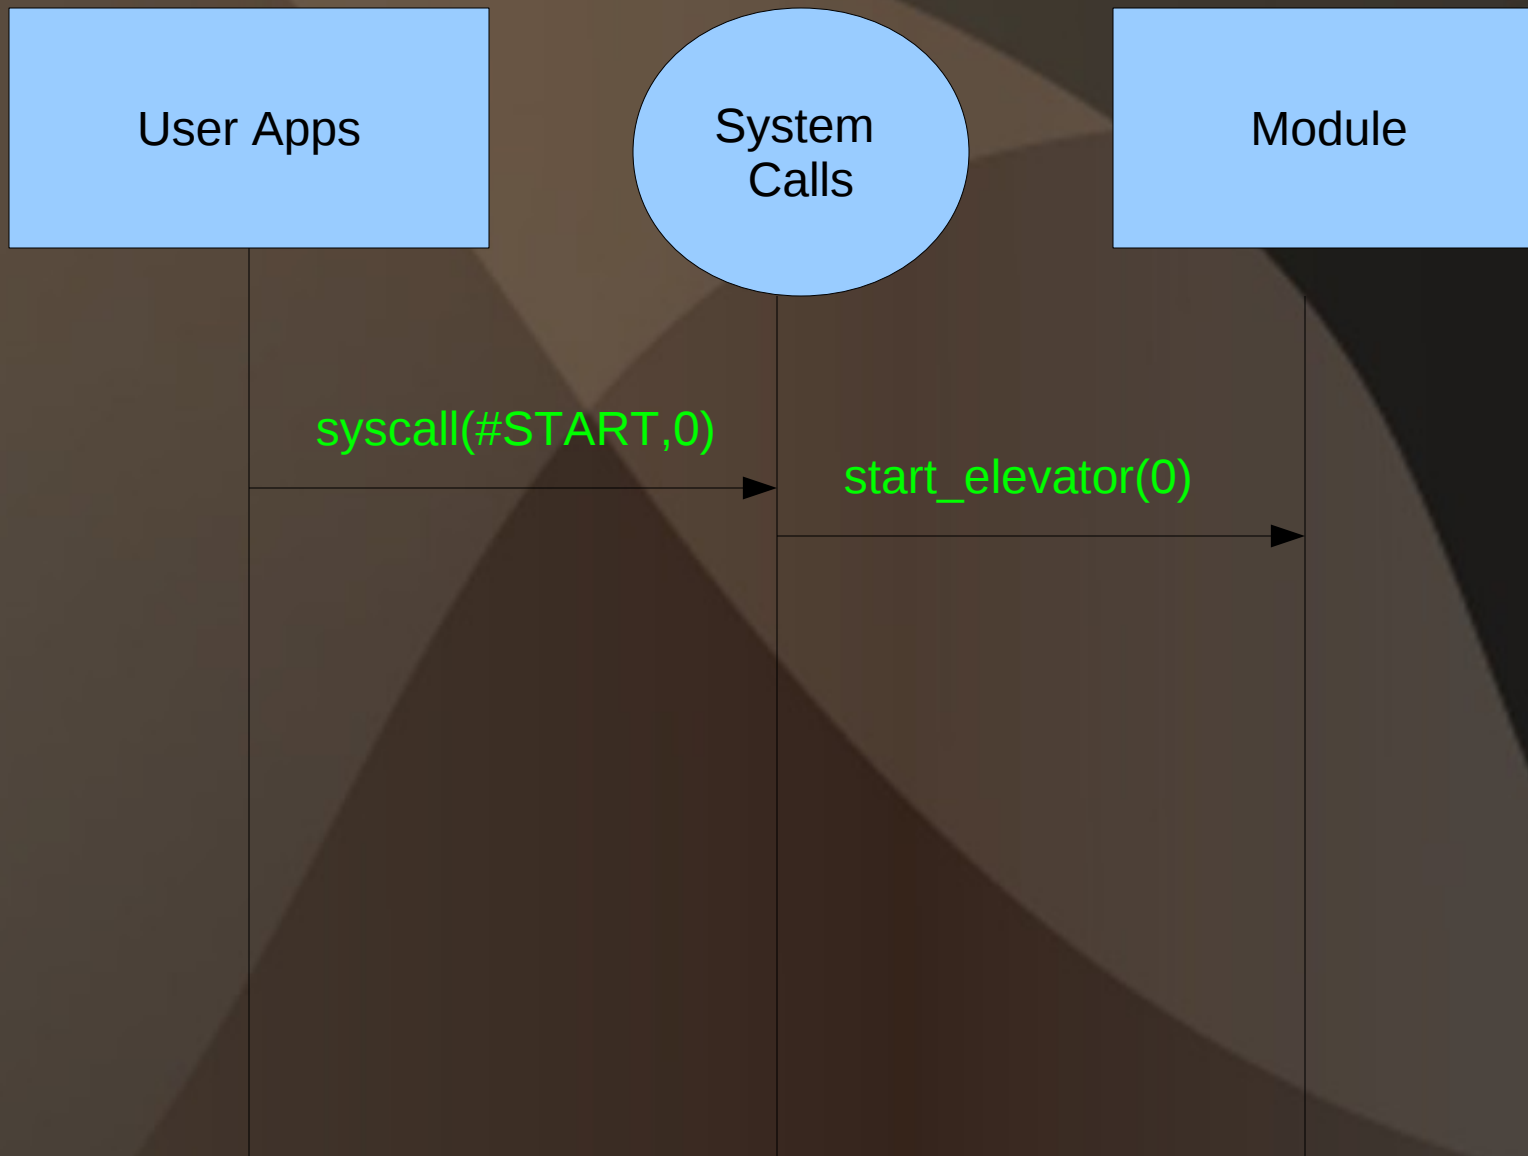 User Apps
System
Calls
Module
syscall(#START,0)
start_elevator(0)